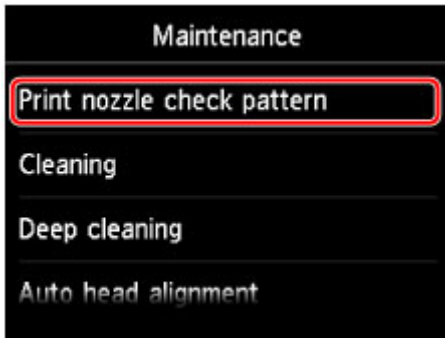 Maintenance
Print nozzle check pattern
Cleaning
Deep cleaning
Auto head alignment